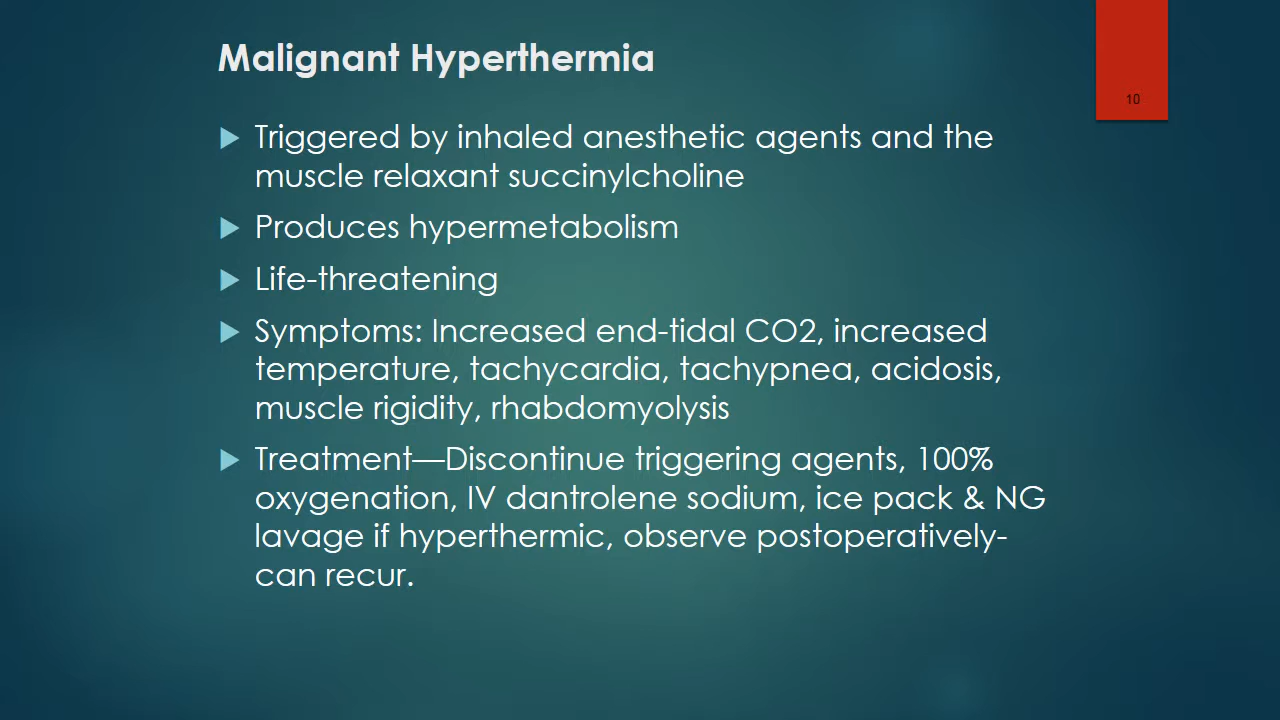 Malignant Hyperthermia
10
Triggered by inhaled anesthetic agents and the
muscle relaxant succinylcholine
Produces hypermetabolism
Life-threatening
Symptoms: Increased end-tidal CO2, increased
temperature, tachycardia, tachypnea, acidosis,
muscle rigidity, rhabdomyolysis
Treatment—Discontinue triggering agents, 100%
oxygenation, IV dantrolene sodium, ice pack & NG
lavage if hyperthermic, observe postoperatively-
can recur.